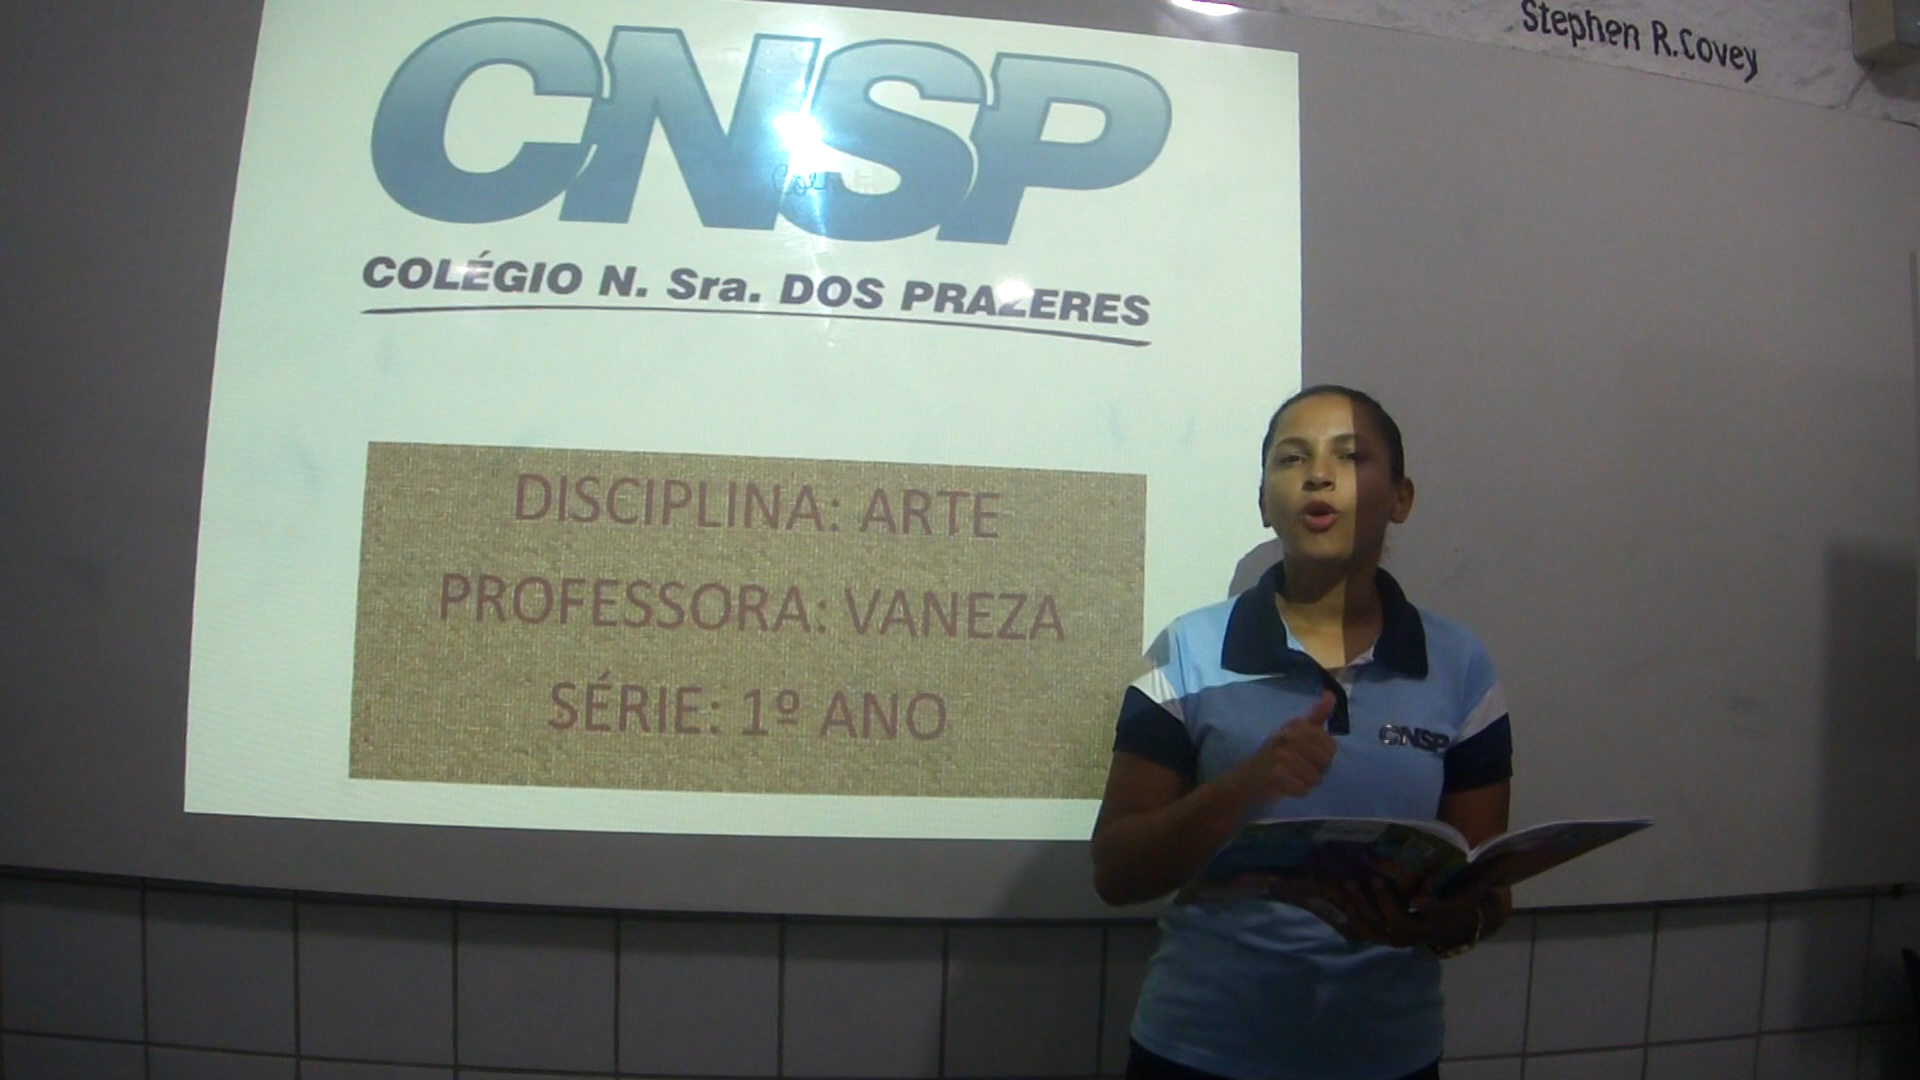 Stephen R. Covey
CNSP
COLÉGIO N. Sra. DOS PRAZERES
DISCIPLINA: ARTE
PROFESSORA: VANEZA
SÉRIE: 1º ANO
CNSP